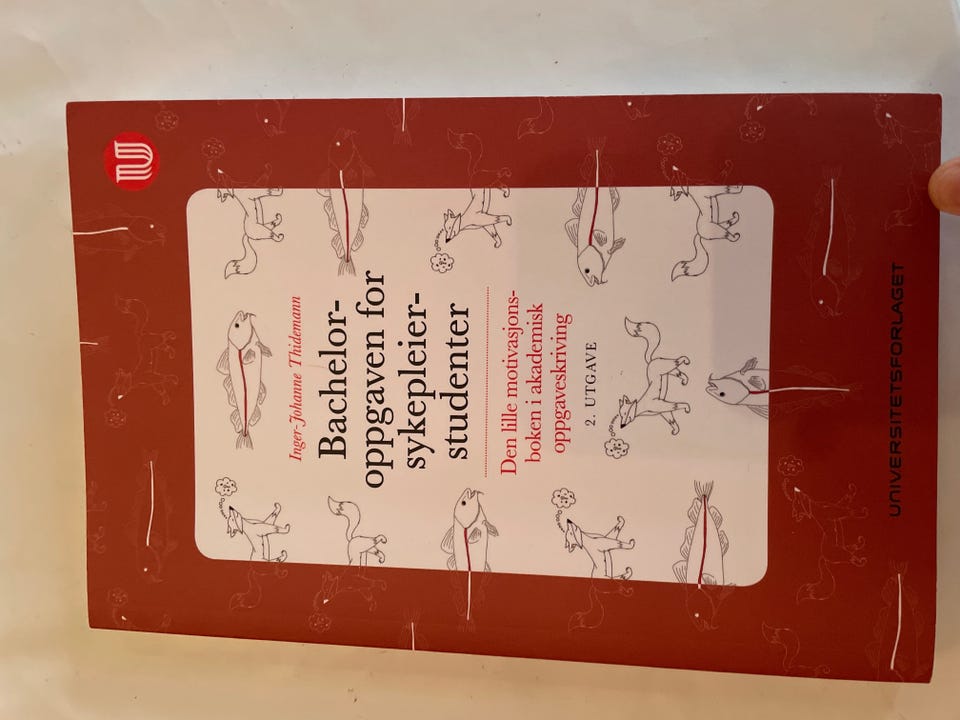 Inger-Johanne Thidemann
Bachelor-
oppgaven for
sykepleier-
studenter
Den lille motivasjons-
boken i akademisk
oppgaveskriving
2. UTGAVE
UNIVERSITETSFORLAGET